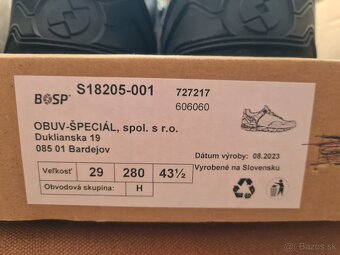 S18205-001
727217
BOSP
606060
OBUV-ŠPECIÁL, spol. s r.o.
Duklianska 19
085 01 Bardejov
Dátum výroby: 08.2023
Vyrobené na Slovensku
Veľkosť 29 280 43½
Obvodová skupina: H
bazos.sk